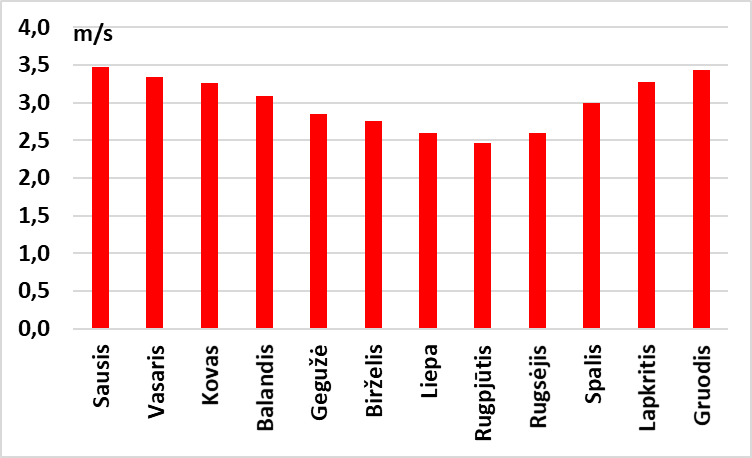 4,0
m/s
3,5
3,0
2,5
2,0
1,5
1,0
0,5
0,0
Sausis
Vasaris
Kovas
Balandis
Gegužė
Birželis
Liepa
Rugpjūtis
Rugsėjis
Spalis
Lapkritis
Gruodis